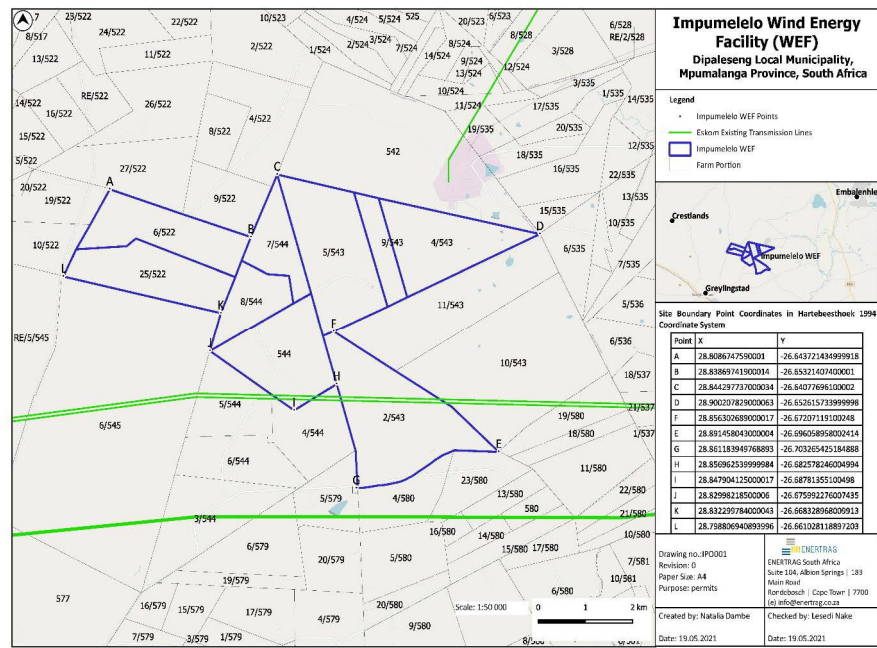 Impumelelo Wind Energy
Facility (WEF)
Dipaleseng Local Municipality,
Mpumalanga Province, South Africa
Legend
Impumelelo WEF Points
Eskom Existing Transmission Lines
Impumelelo WEF
Farm Portion
Embalenhle
Crestlands
Impumelelo WEF
Greylingstad
Site Boundary Point Coordinates in Hartebeesthoek 1994
Coordinate System
Point X Y
A 28.8086747590001 -26.643721434999918
B 28.83869741900014 -26.65321407400001
C 28.844297737000034 -26.64077696100002
D 28.900207829000063 -26.652615733999998
F 28.856302689000017 -26.67207119100248
E 28.891458043000004 -26.696058958002414
G 28.861183949768893 -26.703265425184888
H 28.856962539999984 -26.682578246004994
I 28.847904125000017 -26.68781355100498
J 28.82998218500006 -26.675992276007435
K 28.832299784000043 -26.668328968009913
L 28.798806940893996 -26.661028118897203
Drawing no.:IPO001
Revision: 0
Paper Size: A4
Purpose: permits
ENERTRAG
ENERTRAG South Africa
Suite 104, Albion Springs | 183
Main Road
Rondebosch | Cape Town | 7700
(e) info@enertrag.co.za
Created by: Natalia Dambe
Checked by: Lesedi Nake
Date: 19.05.2021
Date: 19.05.2021
7 23/522 22/522 10/523 4/524 5/524 525 20/523 6/523 6/528
8/517 24/522 2/524 3/524 8/528 RE/2/528
13/522 11/522 2/522 1/524 7/524 14/524 8/524 3/528
9/524 13/524 12/524 3/535
14/522 RE/522 26/522 10/524 11/524 17/535 1/535 14/535
16/522 4/522 19/535 20/535
15/522 8/522 542 18/535 12/535
5/522 27/522 16/535 22/535
20/522 A C 13/535
19/522 9/522 15/535 10/535
10/522 6/522 B 7/544 5/543 9/543 4/543 D 6/535
L 25/522 7/535
8/544 11/543 5/536
K F
RE/5/545 J 544 10/543 6/536
H 18/537
5/544 I 2/543 19/580 21/537
6/545 4/544 18/580 1/537
6/544 E 11/580
G 23/580
5/579 4/580 13/580 22/580
3/544 580 21/580
6/579 16/580 14/580 10/580
20/579 5/580 15/580 17/580 7/581
19/579 10/581
577 6/580
16/579 15/579 17/579 20/580
7/579 3/579 1/579 4/579 9/580
Scale: 1:50 000
0 1 2 km